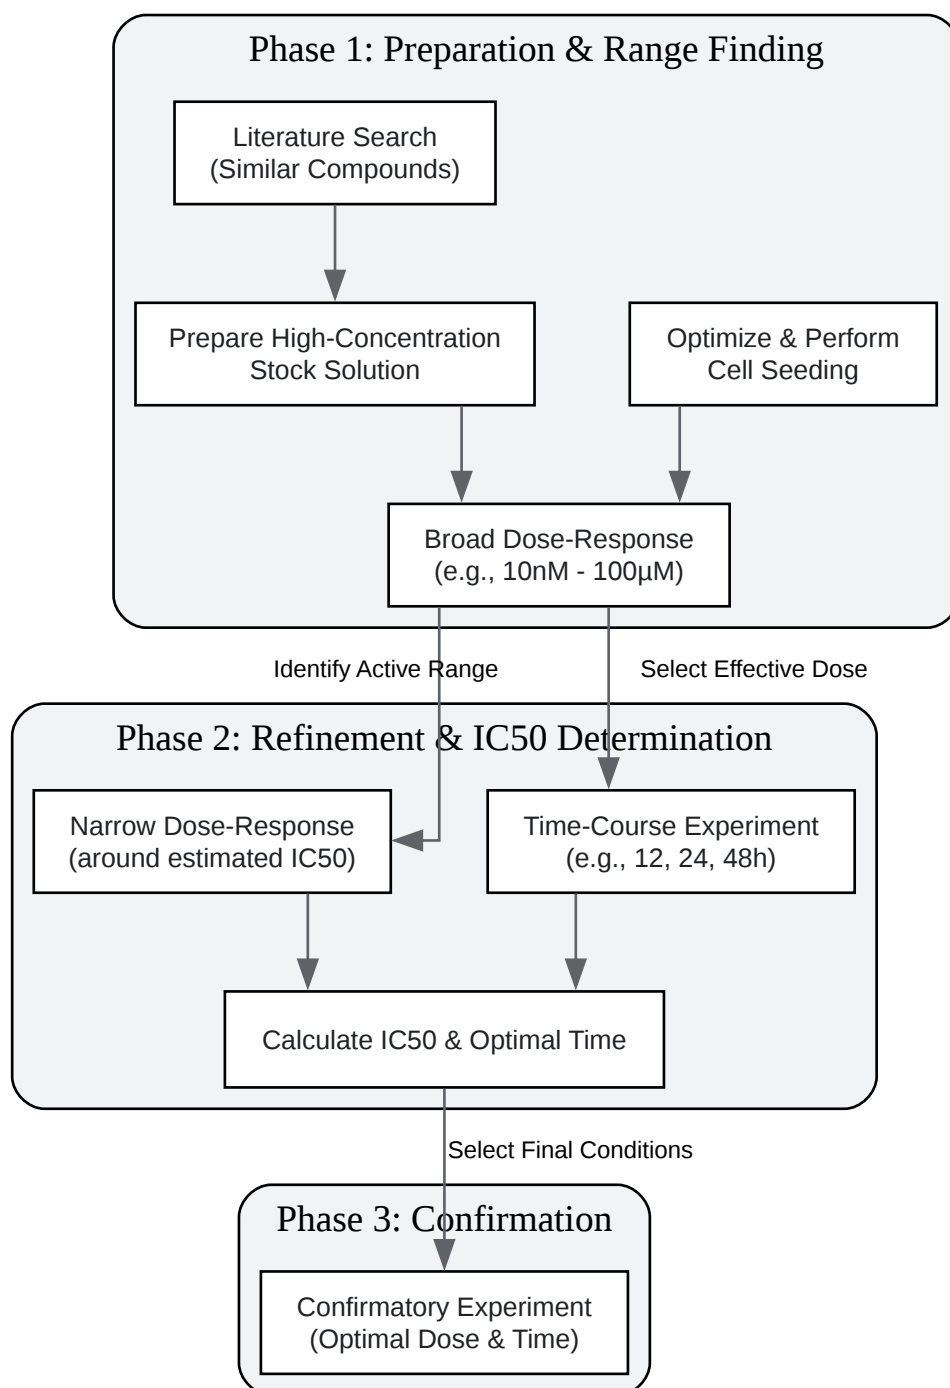 Phase 1: Preparation & Range Finding
Literature Search
(Similar Compounds)
Prepare High-Concentration
Stock Solution
Optimize & Perform
Cell Seeding
Broad Dose-Response
(e.g., 10nM - 100µM)
Identify Active Range
Select Effective Dose
Phase 2: Refinement & IC50 Determination
Narrow Dose-Response
(around estimated IC50)
Time-Course Experiment
(e.g., 12, 24, 48h)
Calculate IC50 & Optimal Time
Select Final Conditions
Phase 3: Confirmation
Confirmatory Experiment
(Optimal Dose & Time)